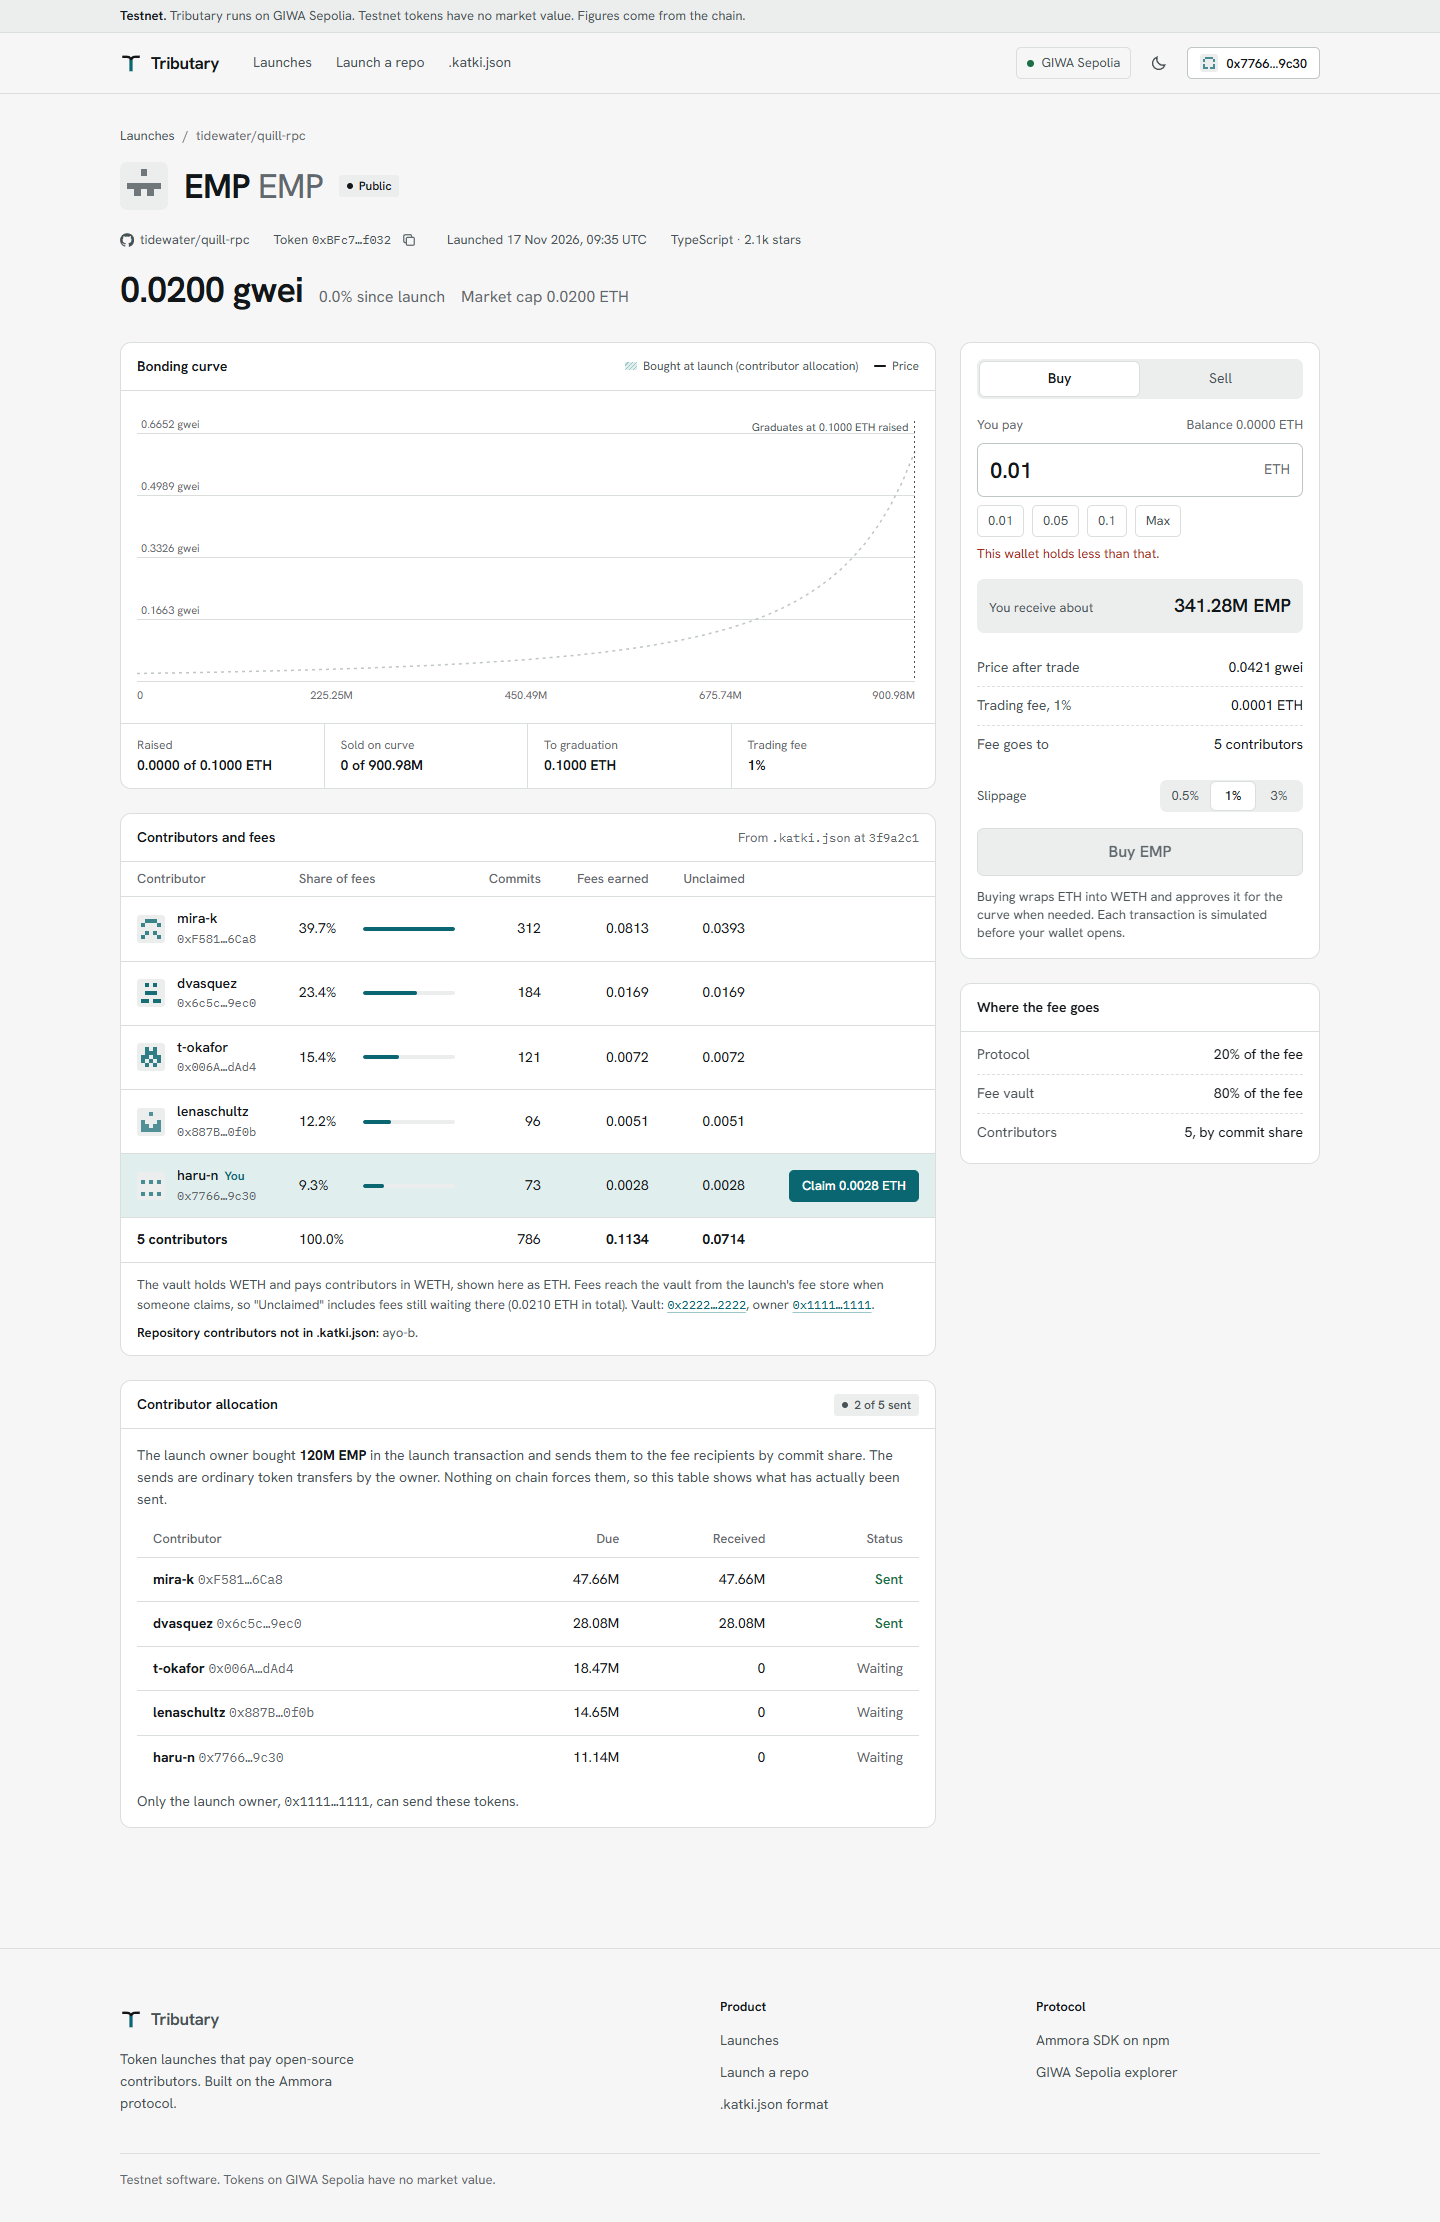 Testnet. Tributary runs on GIWA Sepolia. Testnet tokens have no market value. Figures come from the chain.
Tributary
Launches
Launch a repo
.katki.json
GIWA Sepolia
0x7766…9c30
Launches / tidewater/quill-rpc
EMP EMP
Public
tidewater/quill-rpc
Token 0xBFc7…f032
Launched 17 Nov 2026, 09:35 UTC
TypeScript · 2.1k stars
0.0200 gwei
0.0% since launch
Market cap 0.0200 ETH
Bonding curve
Bought at launch (contributor allocation)
Price
Graduates at 0.1000 ETH raised
0.6652 gwei
0.4989 gwei
0.3326 gwei
0.1663 gwei
0
225.25M
450.49M
675.74M
900.98M
Raised
0.0000 of 0.1000 ETH
Sold on curve
0 of 900.98M
To graduation
0.1000 ETH
Trading fee
1%
Buy
Sell
You pay
Balance 0.0000 ETH
0.01
ETH
0.01
0.05
0.1
Max
This wallet holds less than that.
You receive about
341.28M EMP
Price after trade
0.0421 gwei
Trading fee, 1%
0.0001 ETH
Fee goes to
5 contributors
Slippage
0.5%
1%
3%
Buy EMP
Buying wraps ETH into WETH and approves it for the
curve when needed. Each transaction is simulated
before your wallet opens.
Where the fee goes
Protocol
20% of the fee
Fee vault
80% of the fee
Contributors
5, by commit share
Contributors and fees
From .katki.json at 3f9a2c1
Contributor
Share of fees
Commits
Fees earned
Unclaimed
mira-k
0xF581…6Ca8
39.7%
312
0.0813
0.0393
dvasquez
0x6c5c…9ec0
23.4%
184
0.0169
0.0169
t-okafor
0x006A…dAd4
15.4%
121
0.0072
0.0072
lenaschultz
0x887B…0f0b
12.2%
96
0.0051
0.0051
haru-n You
0x7766…9c30
9.3%
73
0.0028
0.0028
Claim 0.0028 ETH
5 contributors
100.0%
786
0.1134
0.0714
The vault holds WETH and pays contributors in WETH, shown here as ETH. Fees reach the vault from the launch's fee store when
someone claims, so "Unclaimed" includes fees still waiting there (0.0210 ETH in total). Vault: 0x2222…2222, owner 0x1111…1111.
Repository contributors not in .katki.json: ayo-b.
Contributor allocation
2 of 5 sent
The launch owner bought 120M EMP in the launch transaction and sends them to the fee recipients by commit share. The
sends are ordinary token transfers by the owner. Nothing on chain forces them, so this table shows what has actually been
sent.
Contributor
Due
Received
Status
mira-k 0xF581…6Ca8
47.66M
47.66M
Sent
dvasquez 0x6c5c…9ec0
28.08M
28.08M
Sent
t-okafor 0x006A…dAd4
18.47M
0
Waiting
lenaschultz 0x887B…0f0b
14.65M
0
Waiting
haru-n 0x7766…9c30
11.14M
0
Waiting
Only the launch owner, 0x1111…1111, can send these tokens.
Tributary
Token launches that pay open-source
contributors. Built on the Ammora
protocol.
Product
Launches
Launch a repo
.katki.json format
Protocol
Ammora SDK on npm
GIWA Sepolia explorer
Testnet software. Tokens on GIWA Sepolia have no market value.